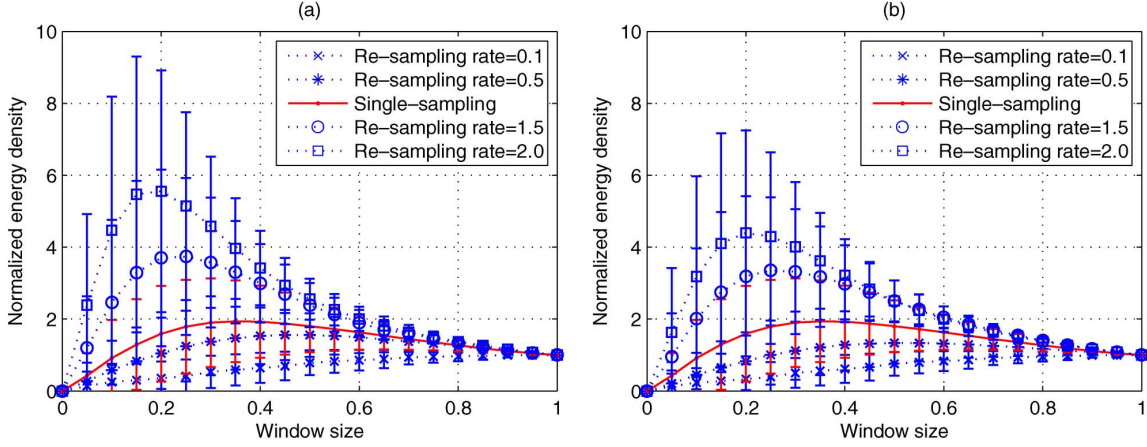 (a)
10
8
6
4
2
0
0
0.2
0.4
0.6
0.8
1
Normalized energy density
Window size
Re–sampling rate=0.1
Re–sampling rate=0.5
Single–sampling
Re–sampling rate=1.5
Re–sampling rate=2.0
(b)
10
8
6
4
2
0
0
0.2
0.4
0.6
0.8
1
Normalized energy density
Window size
Re–sampling rate=0.1
Re–sampling rate=0.5
Single–sampling
Re–sampling rate=1.5
Re–sampling rate=2.0